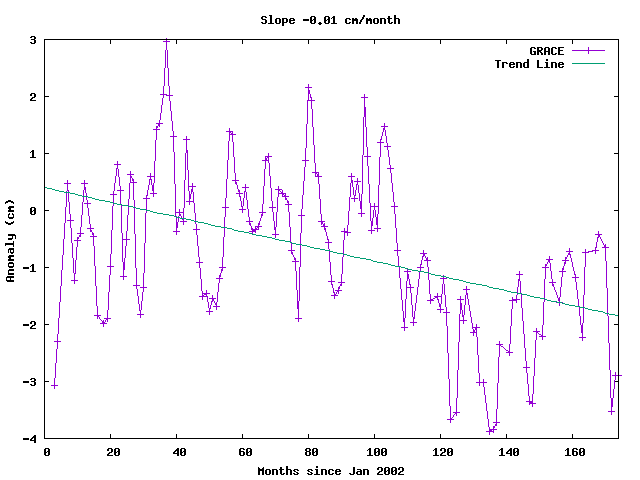 Slope -0.01 cm/month
GRACE
Trend Line
3
2
1
0
-1
-2
-3
-4
Anomaly (cm)
0 20 40 60 80 100 120 140 160
Months since Jan 2002